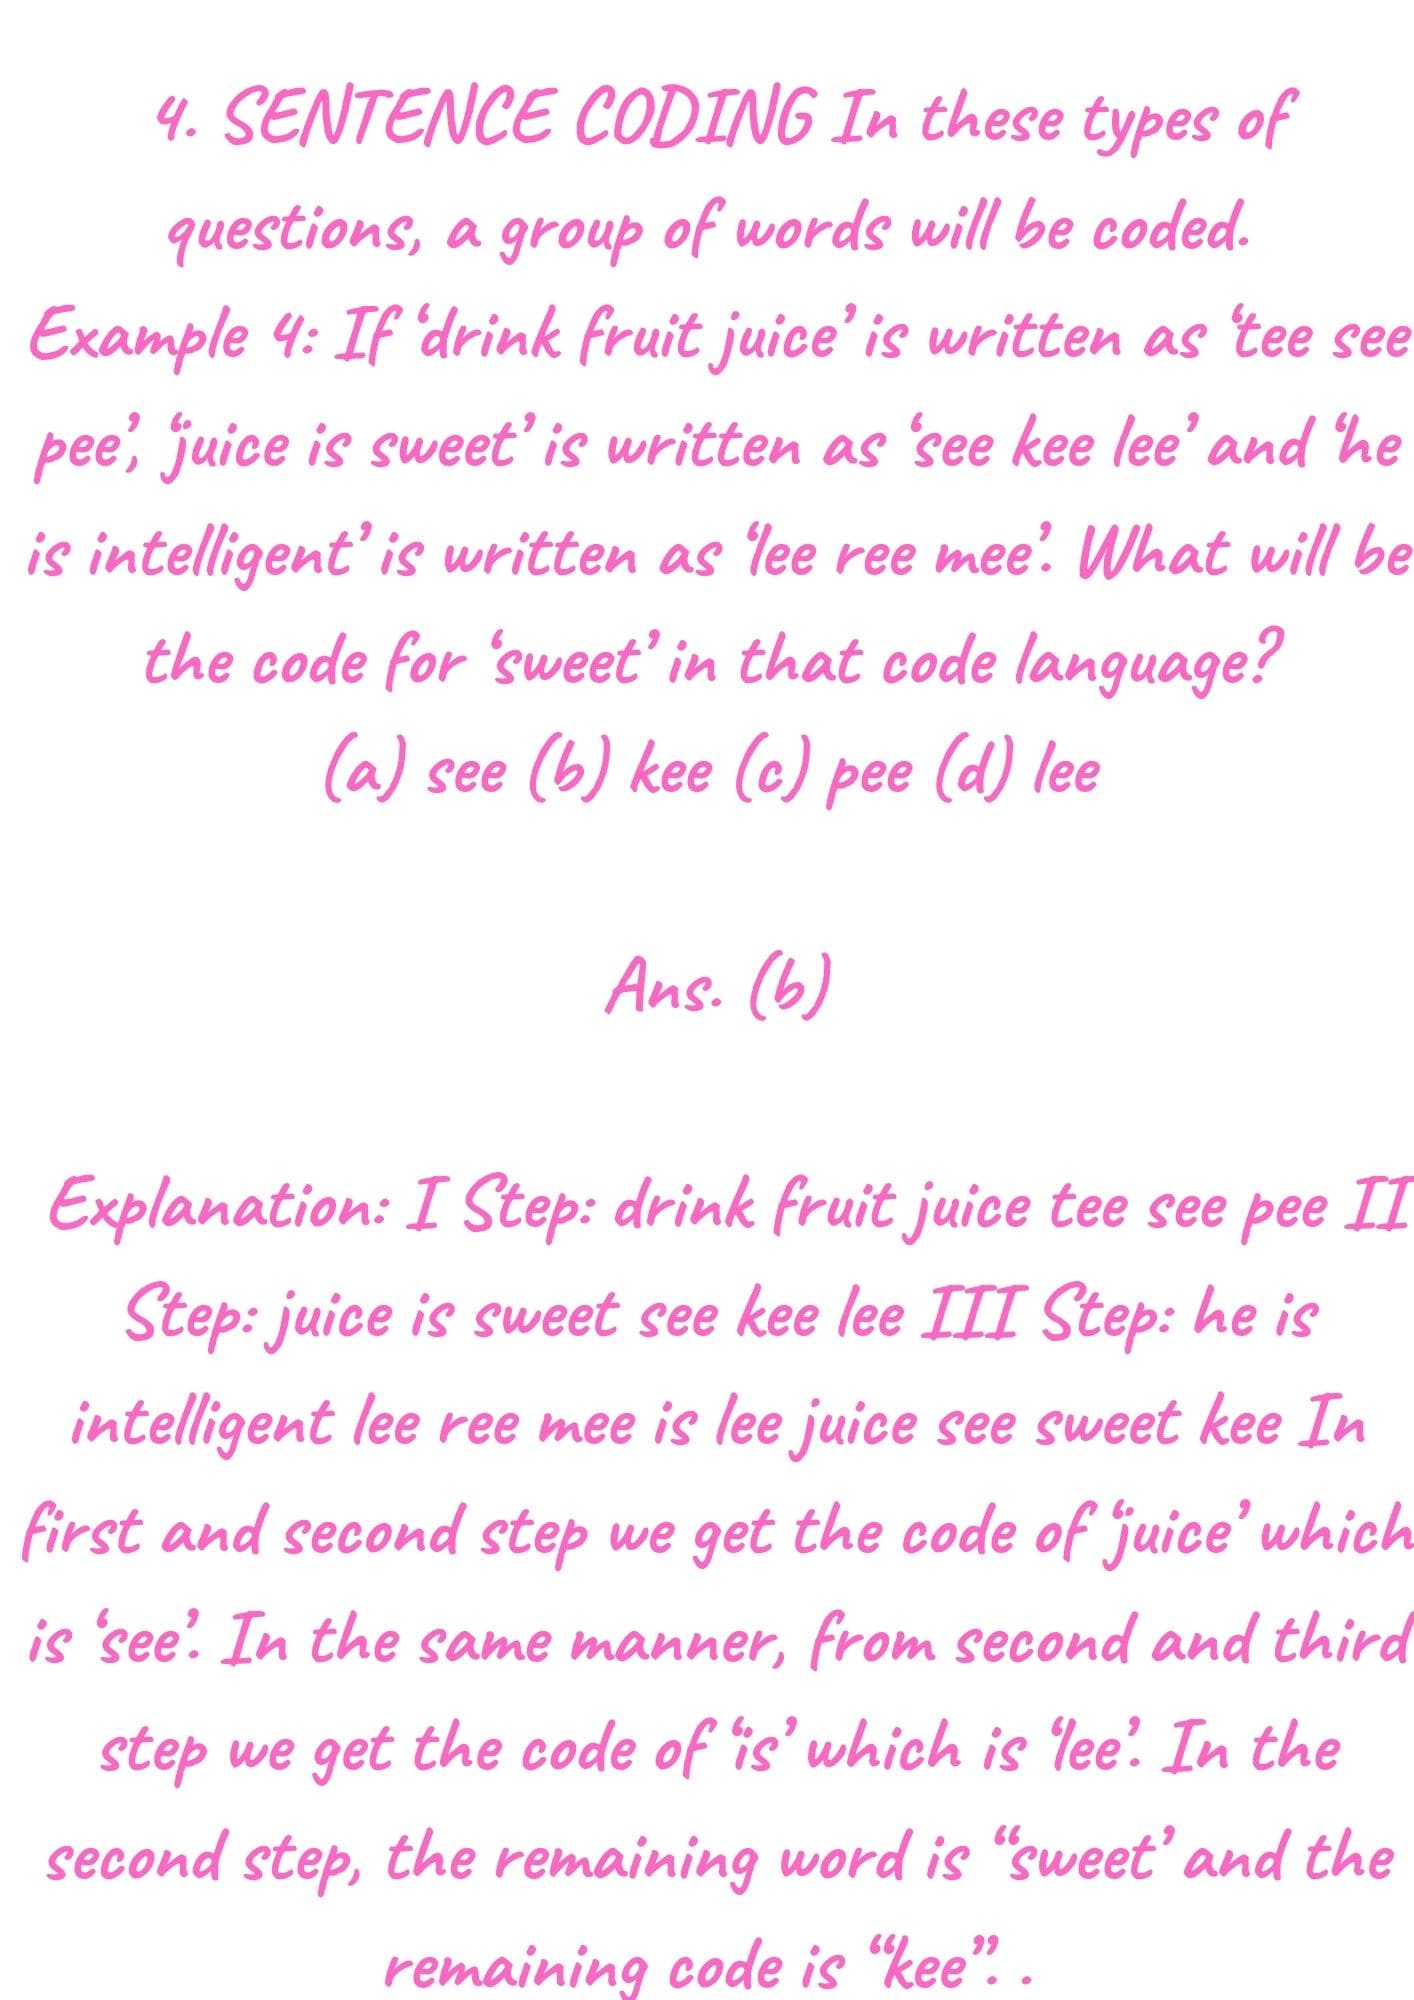 4. SENTENCE CODING In these types of
questions, a group of words will be coded.
Example 4: If ‘drink fruit juice’ is written as ‘tee see
pee’, ‘juice is sweet’ is written as ‘see kee lee’ and ‘he
is intelligent’ is written as ‘lee ree mee’. What will be
the code for ‘sweet’ in that code language?
(a) see (b) kee (c) pee (d) lee
Ans. (b)
Explanation: I Step: drink fruit juice tee see pee II
Step: juice is sweet see kee lee III Step: he is
intelligent lee ree mee is lee juice see sweet kee In
first and second step we get the code of ‘juice’ which
is ‘see’. In the same manner, from second and third
step we get the code of ‘is’ which is ‘lee’. In the
second step, the remaining word is “sweet’ and the
remaining code is “kee”. .